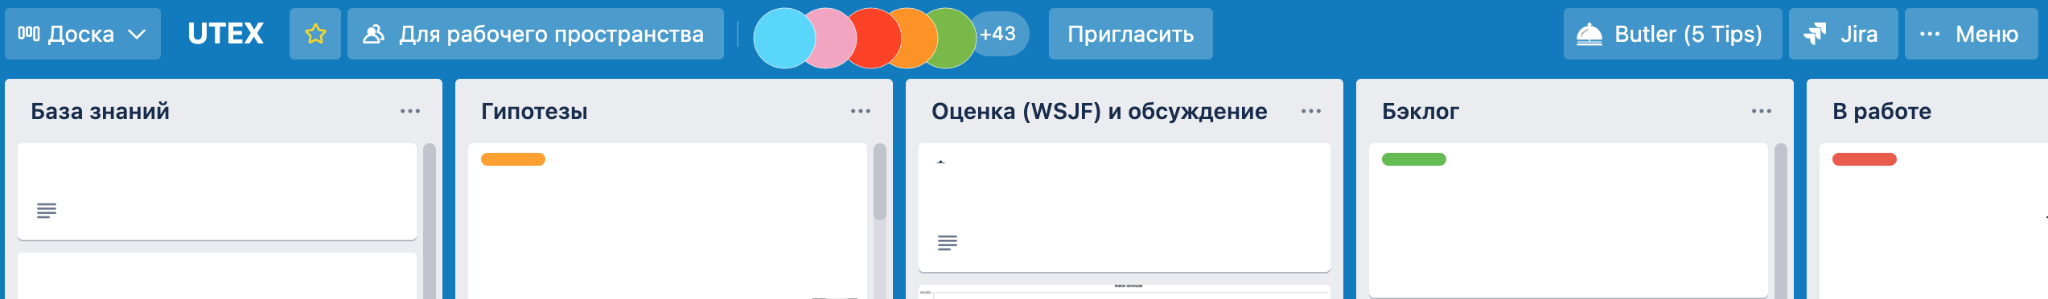 Доска
UTEX
Для рабочего пространства
+43
Пригласить
Butler (5 Tips)
Jira
Меню
База знаний
Гипотезы
Оценка (WSJF) и обсуждение
Бэклог
В работе